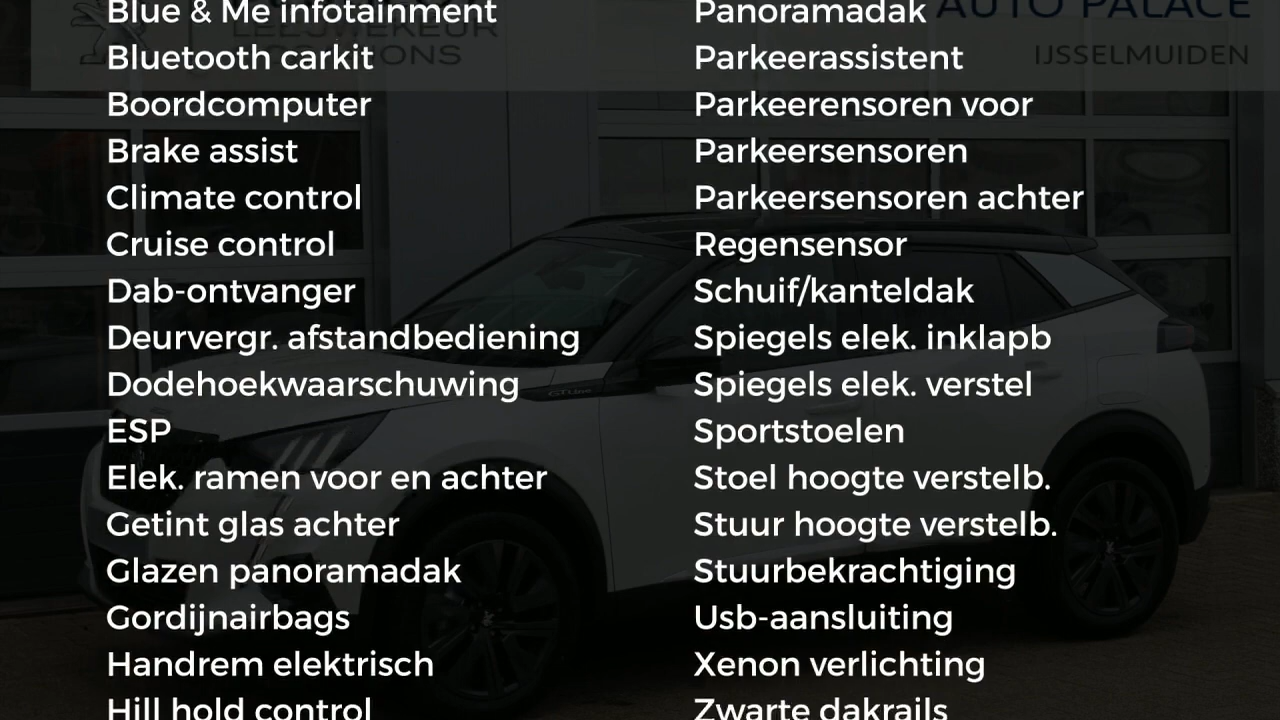 Blue & Me infotainment
Bluetooth carkit
Boordcomputer
Brake assist
Climate control
Cruise control
Dab-ontvanger
Deurvergr. afstandbediening
Dodehoekwaarschuwing
ESP
Elek. ramen voor en achter
Getint glas achter
Glazen panoramadak
Gordijnairbags
Handrem elektrisch
Hill hold control
Panoramadak
Parkeerassistent
Parkeerensoren voor
Parkeersensoren
Parkeersensoren achter
Regensensor
Schuif/kanteldak
Spiegels elek. inklapb
Spiegels elek. verstel
Sportstoelen
Stoel hoogte verstelb.
Stuur hoogte verstelb.
Stuurbekrachtiging
Usb-aansluiting
Xenon verlichting
Zwarte dakrails
AUTO PALACE
IJSSELMUIDEN
LEEUWEKEUR